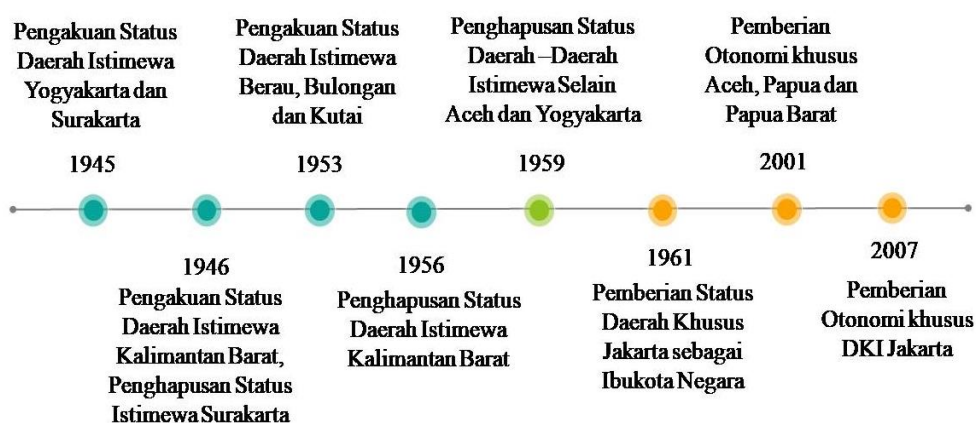 Pengakuan Status
Daerah Istimewa
Yogyakarta dan
Surakarta
1945
1946
Pengakuan Status
Daerah Istimewa
Kalimantan Barat,
Penghapusan Status
Istimewa Surakarta
Pengakuan Status
Daerah Istimewa
Berau, Bulongan
dan Kutai
1953
1956
Penghapusan Status
Daerah Istimewa
Kalimantan Barat
Penghapusan Status
Daerah –Daerah
Istimewa Selain
Aceh dan Yogyakarta
1959
1961
Pemberian Status
Daerah Khusus
Jakarta sebagai
Ibukota Negara
Pemberian
Otonomi khusus
Aceh, Papua dan
Papua Barat
2001
2007
Pemberian
Otonomi khusus
DKI Jakarta